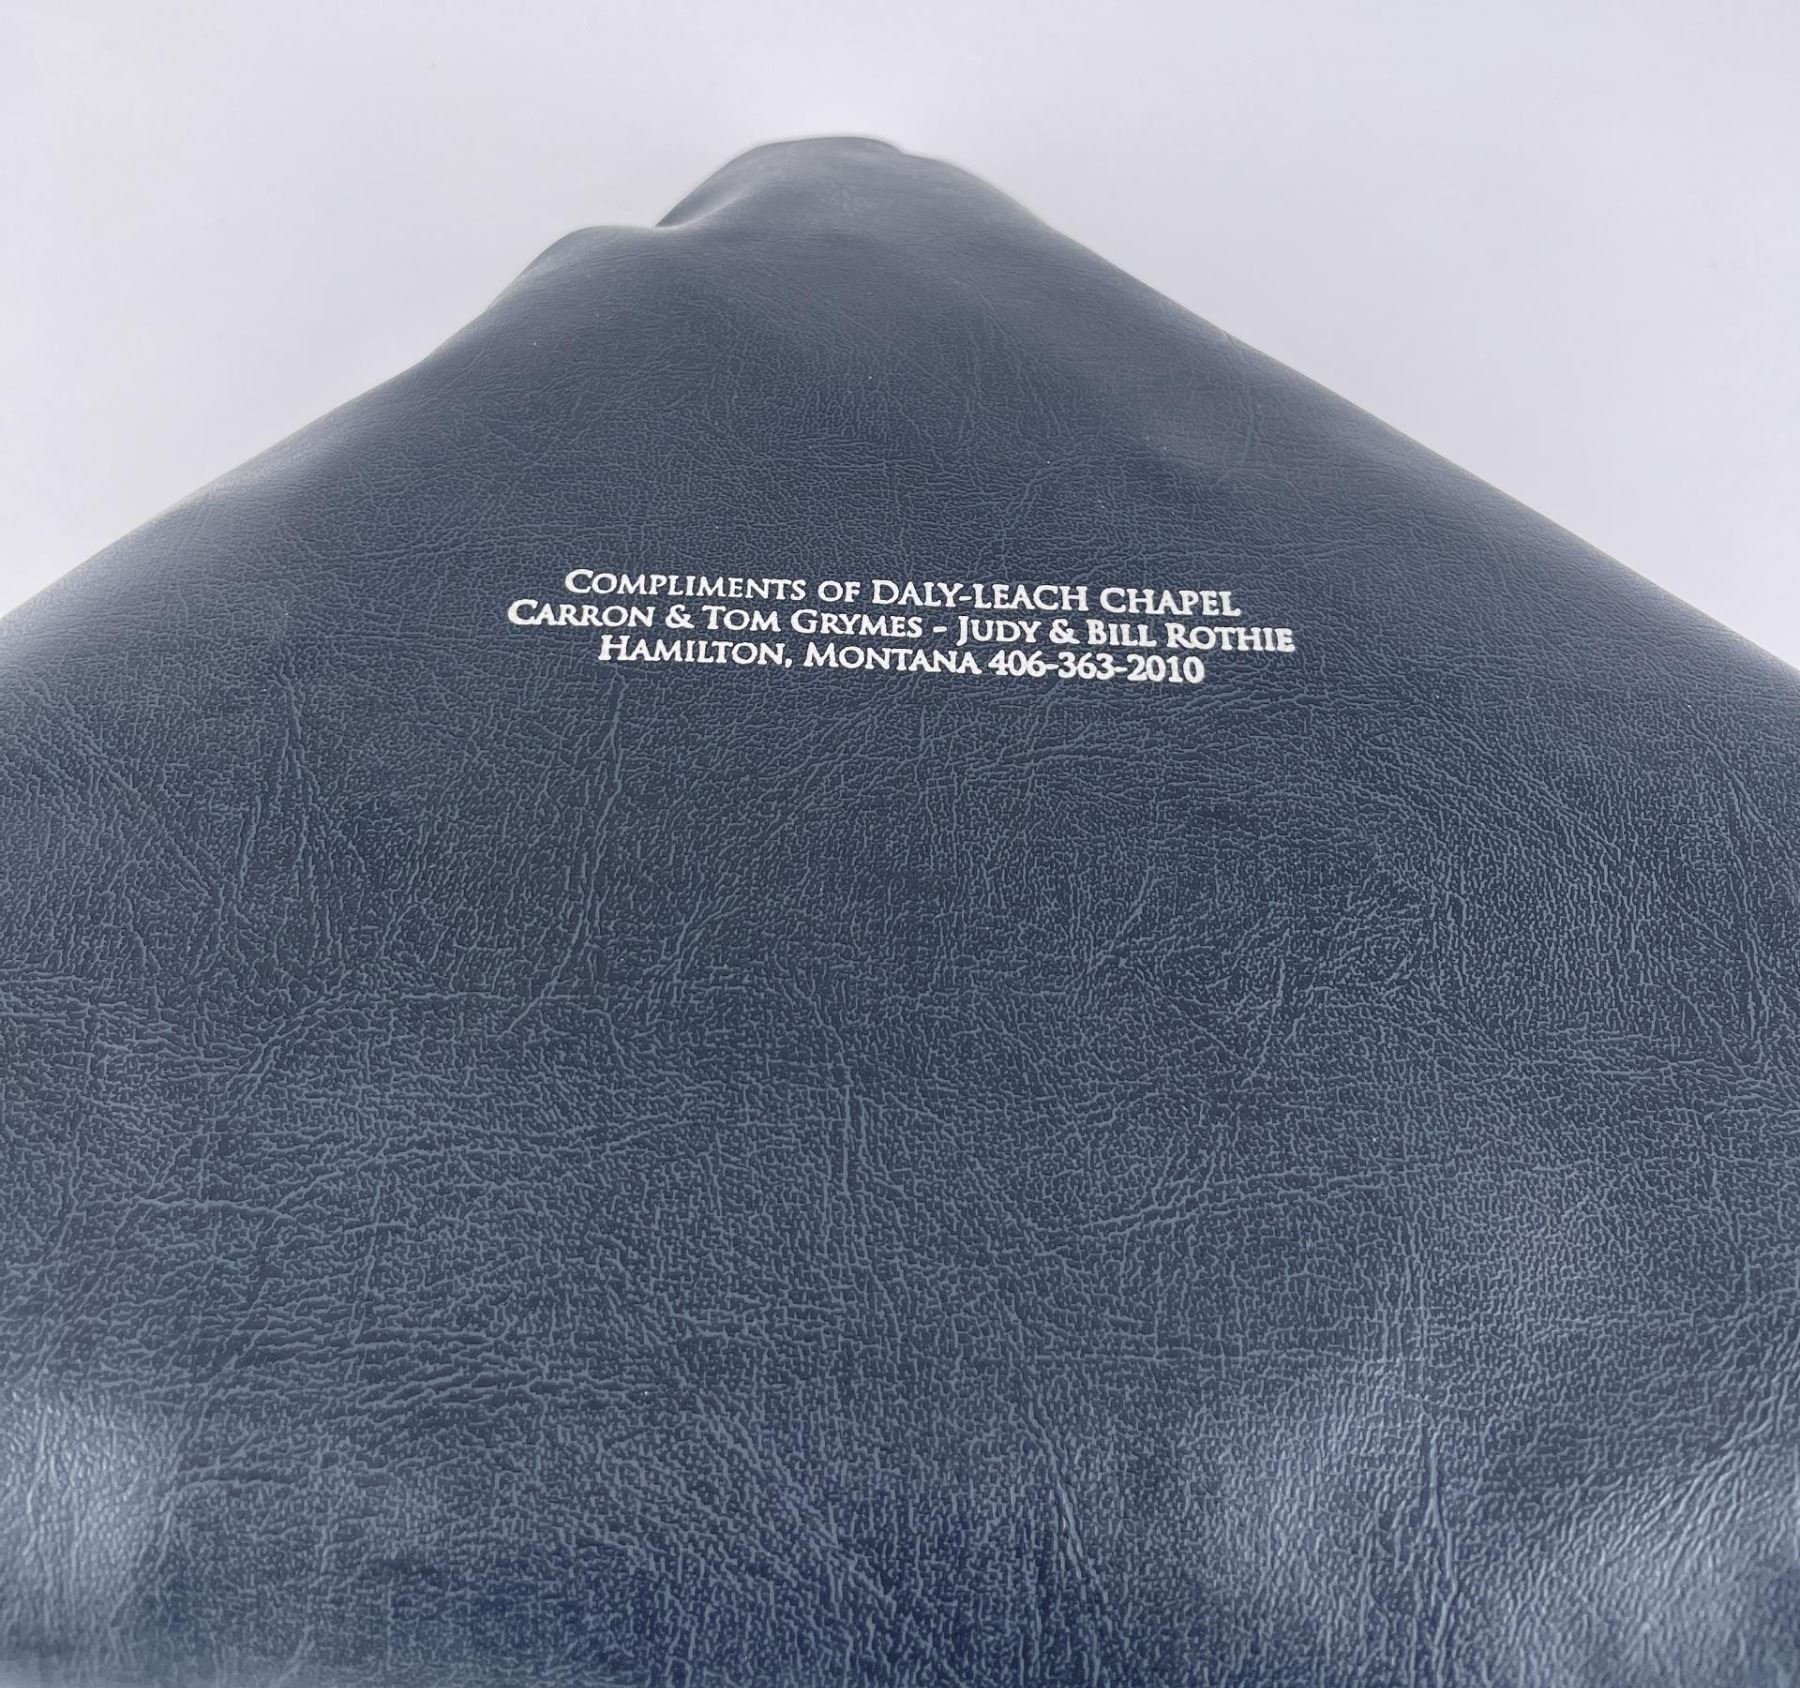 COMPLIMENTS OF DALY-LEACH CHAPEL
CARRON & TOM GRYMES - JUDY & BILL ROTHIE
HAMILTON, MONTANA 406-363-2010